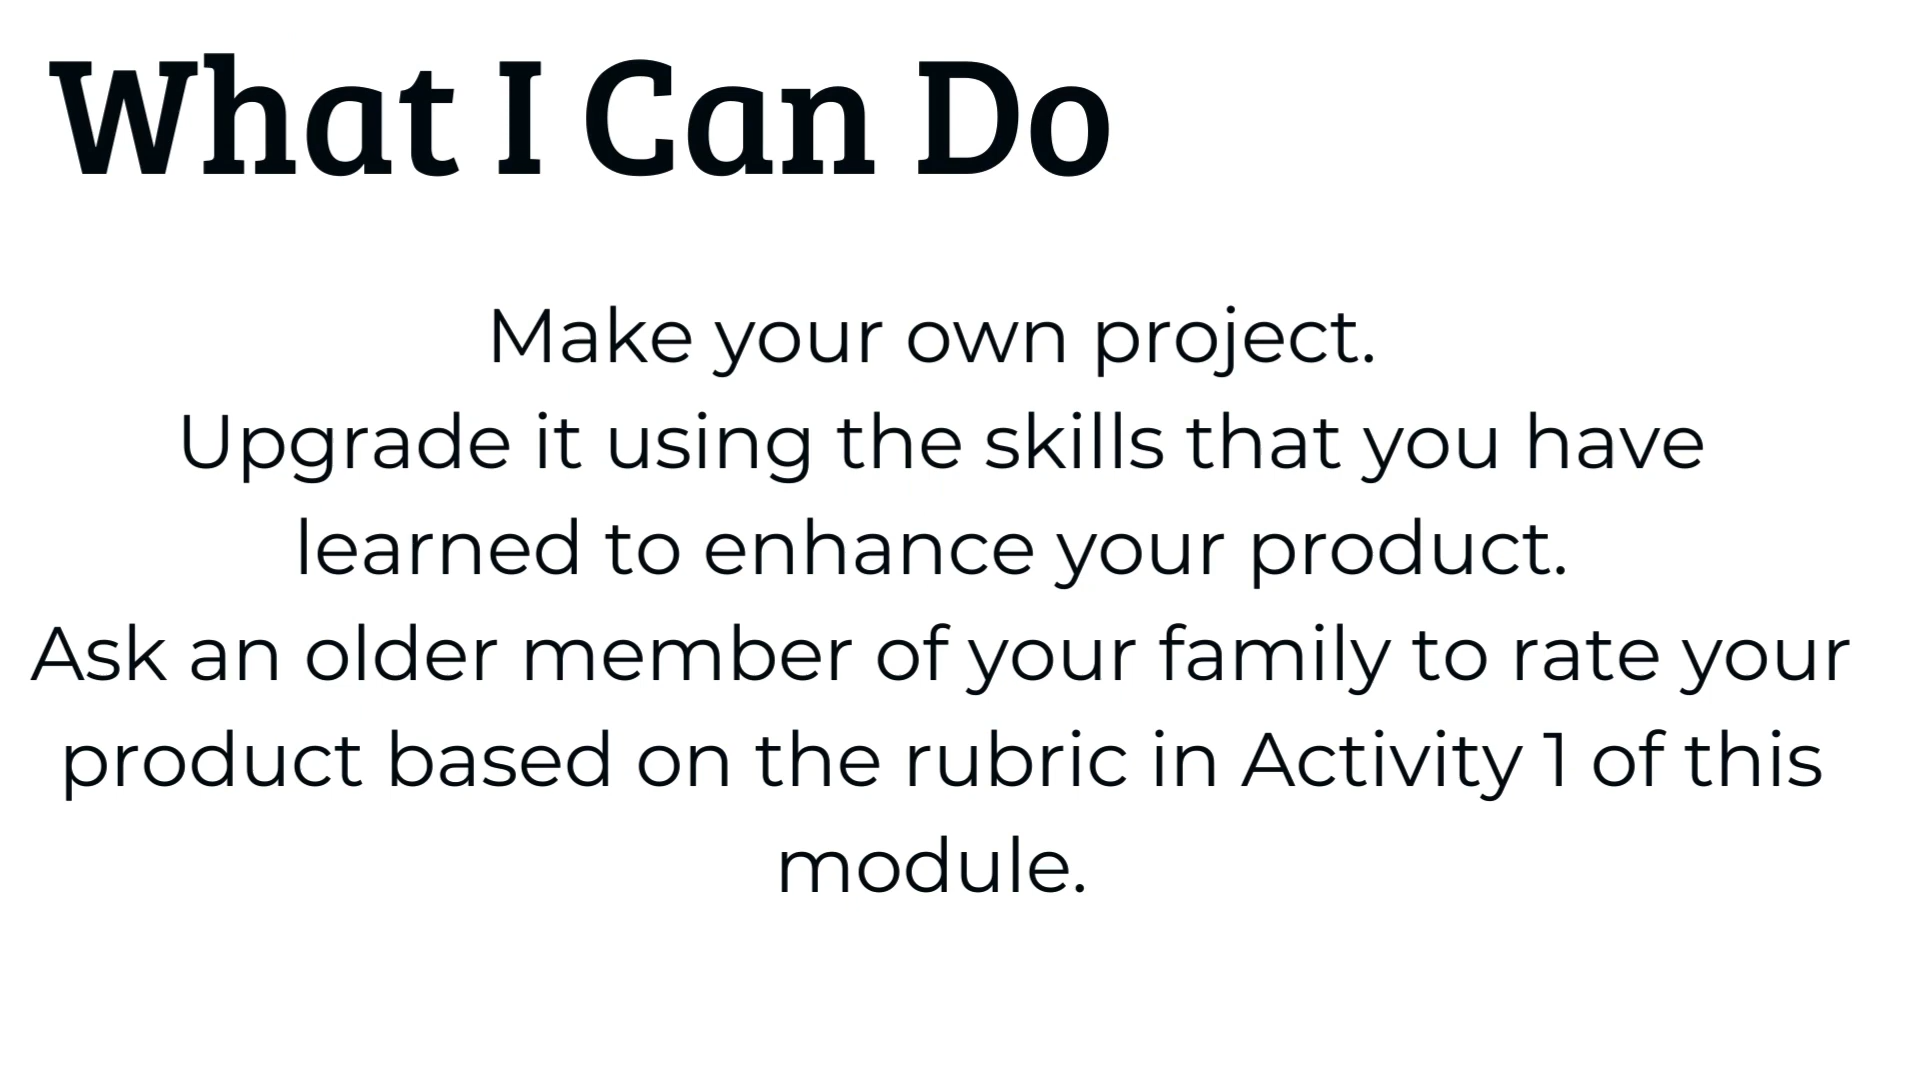 What I Can Do
Make your own project.
Upgrade it using the skills that you have
learned to enhance your product.
Ask an older member of your family to rate your
product based on the rubric in Activity 1 of this
module.